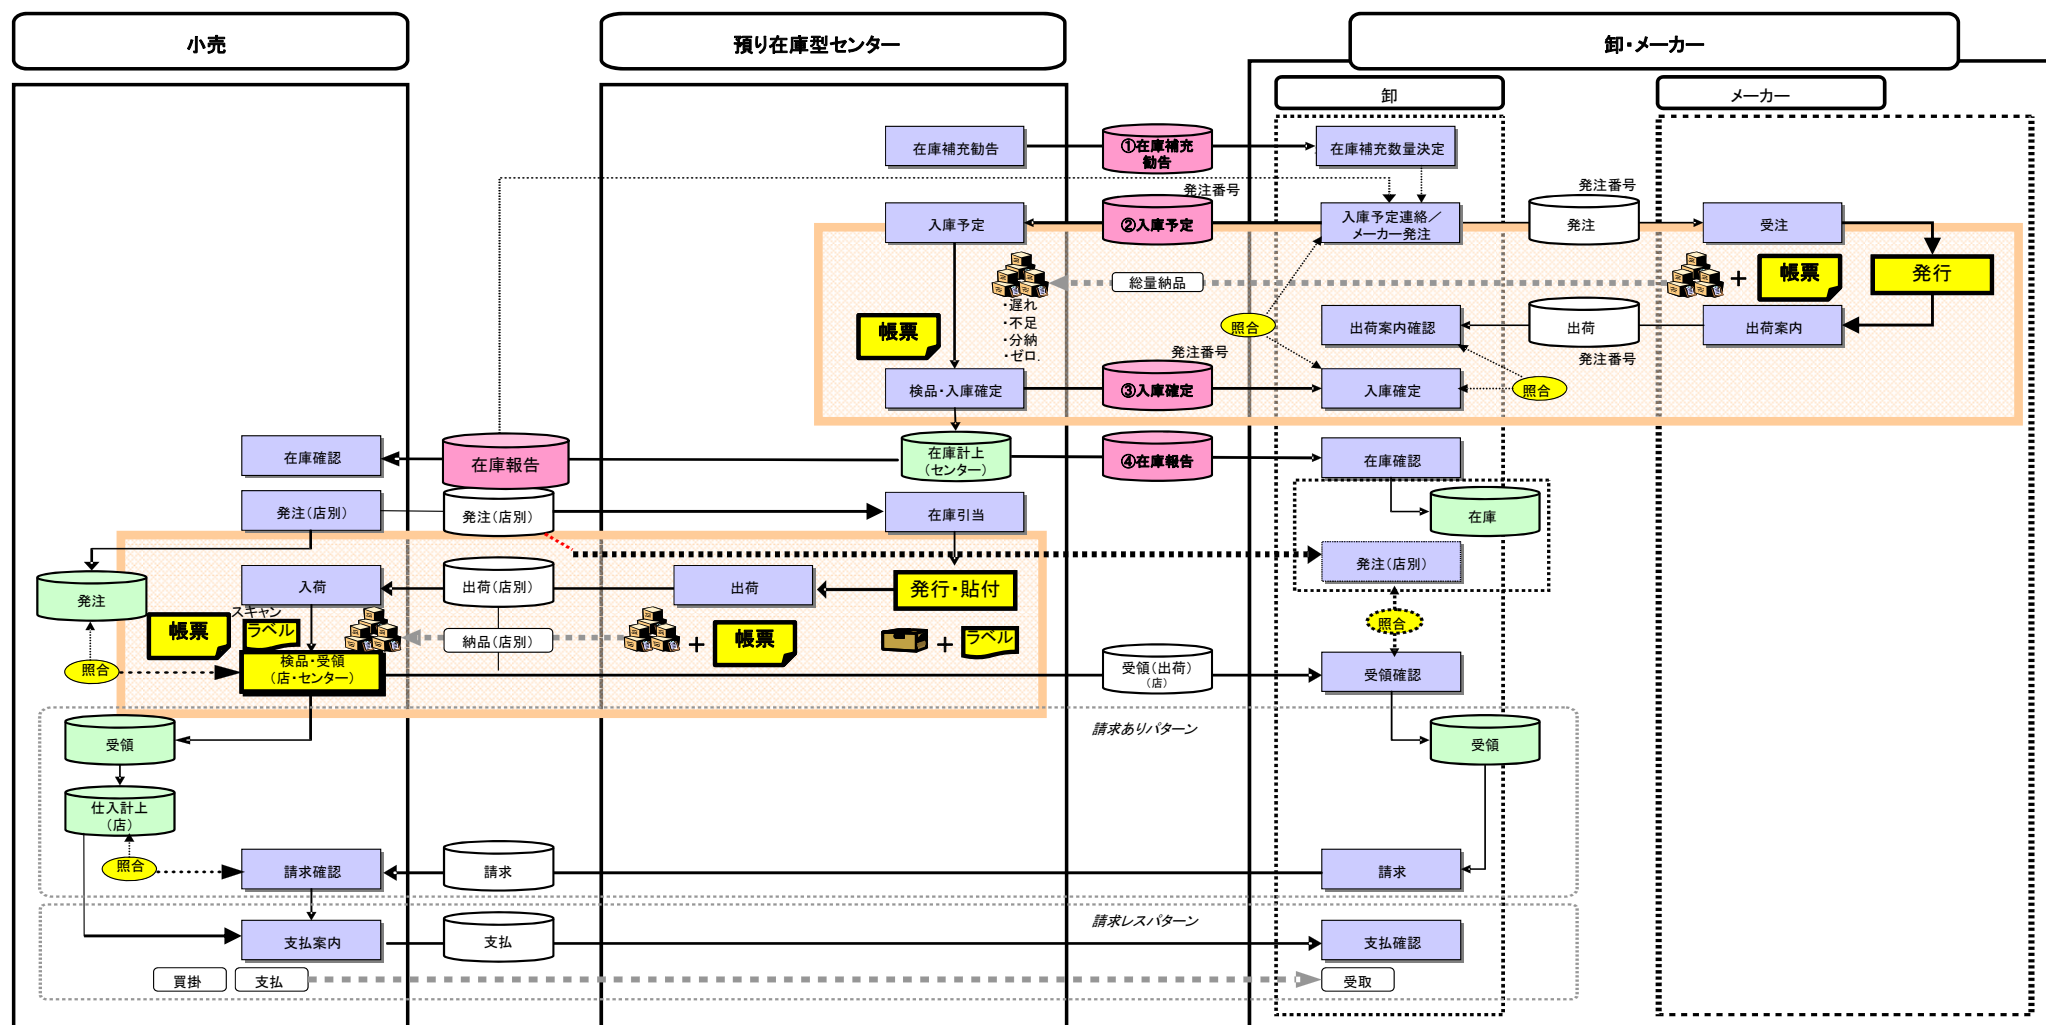 小売
預り在庫型センター
卸・メーカー
卸
メーカー
在庫補充勧告
①在庫補充
勧告
在庫補充数量決定
発注番号
発注番号
入庫予定
②入庫予定
入庫予定連絡／
メーカー発注
発注
受注
総量納品
+
帳票
発行
・遅れ
・不足
・分納
・ゼロ.
帳票
照合
出荷案内確認
出荷
出荷案内
発注番号
発注番号
検品・入庫確定
③入庫確定
入庫確定
照合
在庫確認
在庫報告
在庫計上
（センター）
④在庫報告
在庫確認
発注（店別）
発注（店別）
在庫引当
在庫
発注（店別）
発注
入荷
出荷（店別）
出荷
発行・貼付
帳票
スキャン
ラベル
納品（店別）
+
帳票
+
ラベル
照合
照合
検品・受領
（店・センター）
受領（出荷）
（店）
受領確認
請求ありパターン
受領
受領
仕入計上
（店）
照合
請求確認
請求
請求
請求レスパターン
支払案内
支払
支払確認
買掛
支払
受取